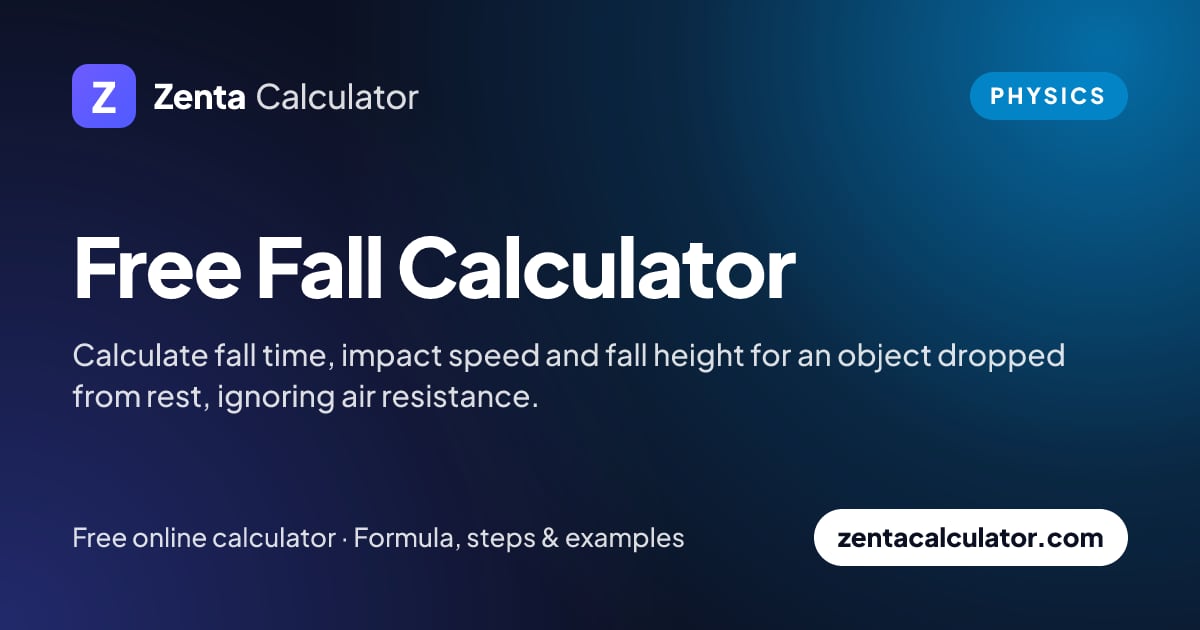 Z Zenta Calculator
PHYSICS
Free Fall Calculator
Calculate fall time, impact speed and fall height for an object dropped
from rest, ignoring air resistance.
Free online calculator · Formula, steps & examples
zentacalculator.com